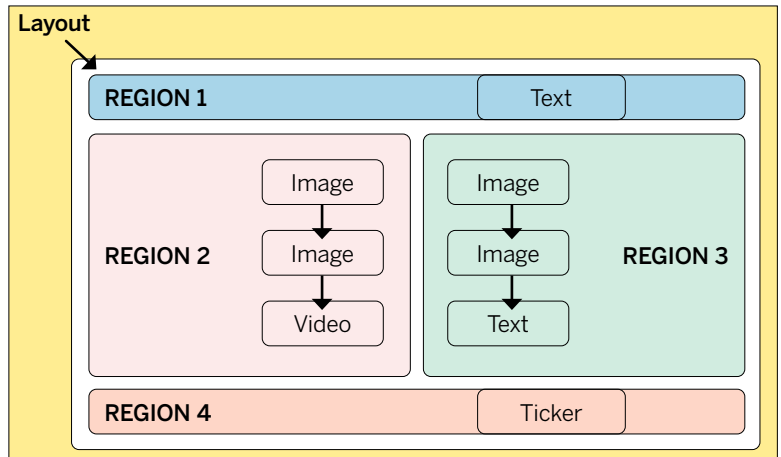 Layout
REGION 1
Text
REGION 2
Image
Image
Video
Image
Image
Text
REGION 3
REGION 4
Ticker